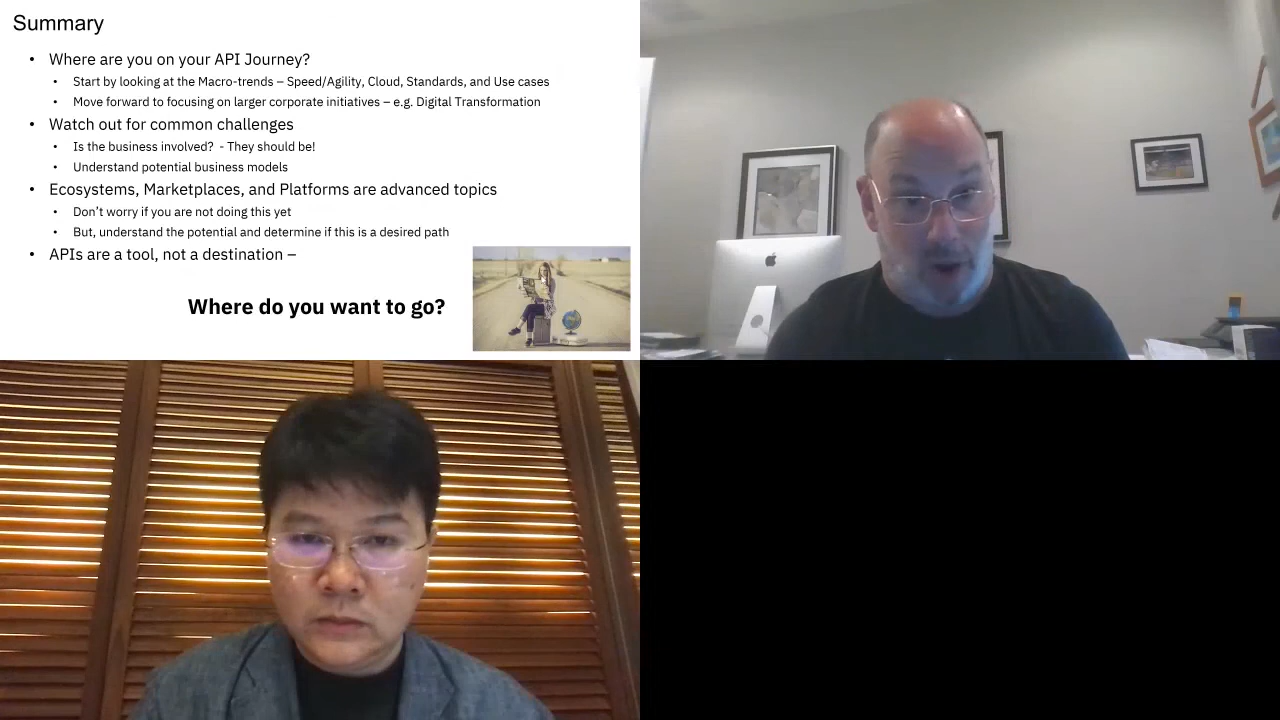 Summary
• Where are you on your API Journey?
• Start by looking at the Macro-trends – Speed/Agility, Cloud, Standards, and Use cases
• Move forward to focusing on larger corporate initiatives – e.g. Digital Transformation
• Watch out for common challenges
• Is the business involved?  - They should be!
• Understand potential business models
• Ecosystems, Marketplaces, and Platforms are advanced topics
• Don’t worry if you are not doing this yet
• But, understand the potential and determine if this is a desired path
• APIs are a tool, not a destination –
Where do you want to go?